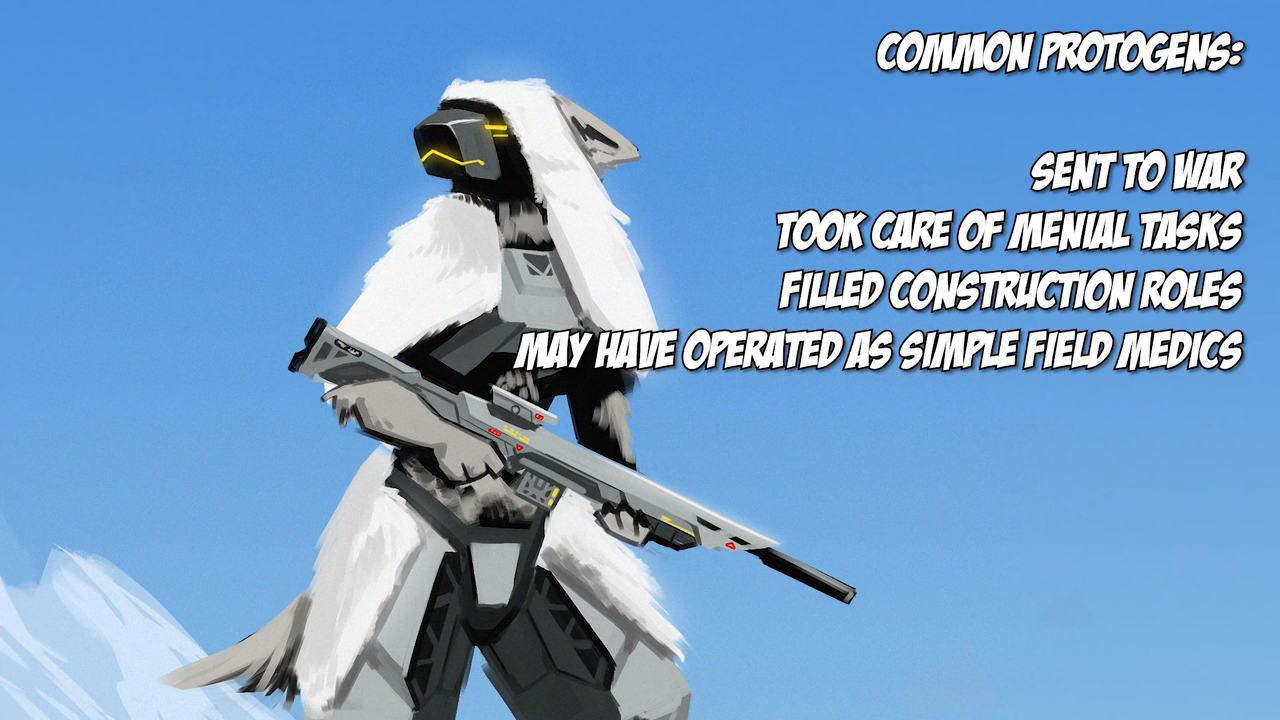 COMMON PROTOGENS:
SENT TO WAR
TOOK CARE OF MENIAL TASKS
FILLED CONSTRUCTION ROLES
MAY HAVE OPERATED AS SIMPLE FIELD MEDICS